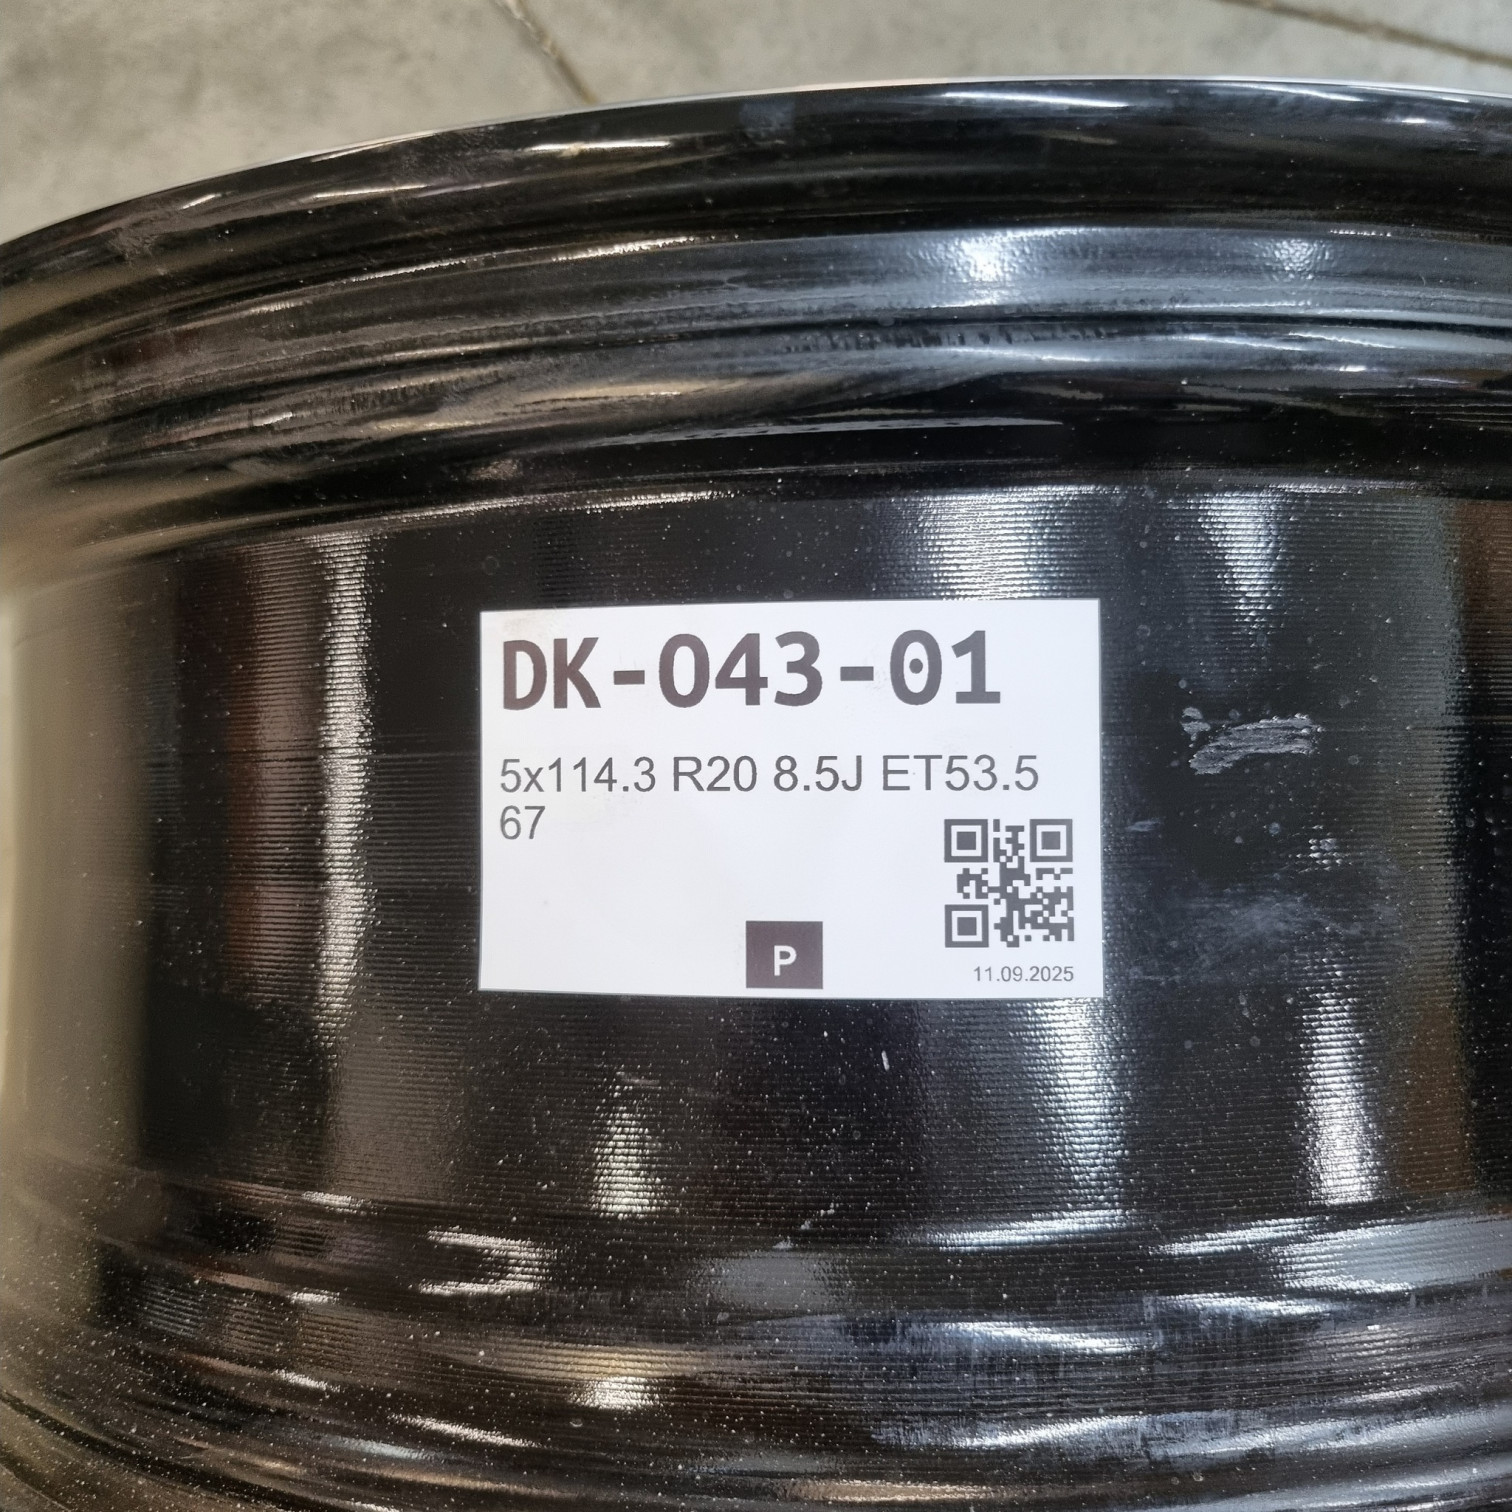 DK-043-01
5x114.3 R20 8.5J ET53.5
67
P
11.09.2025